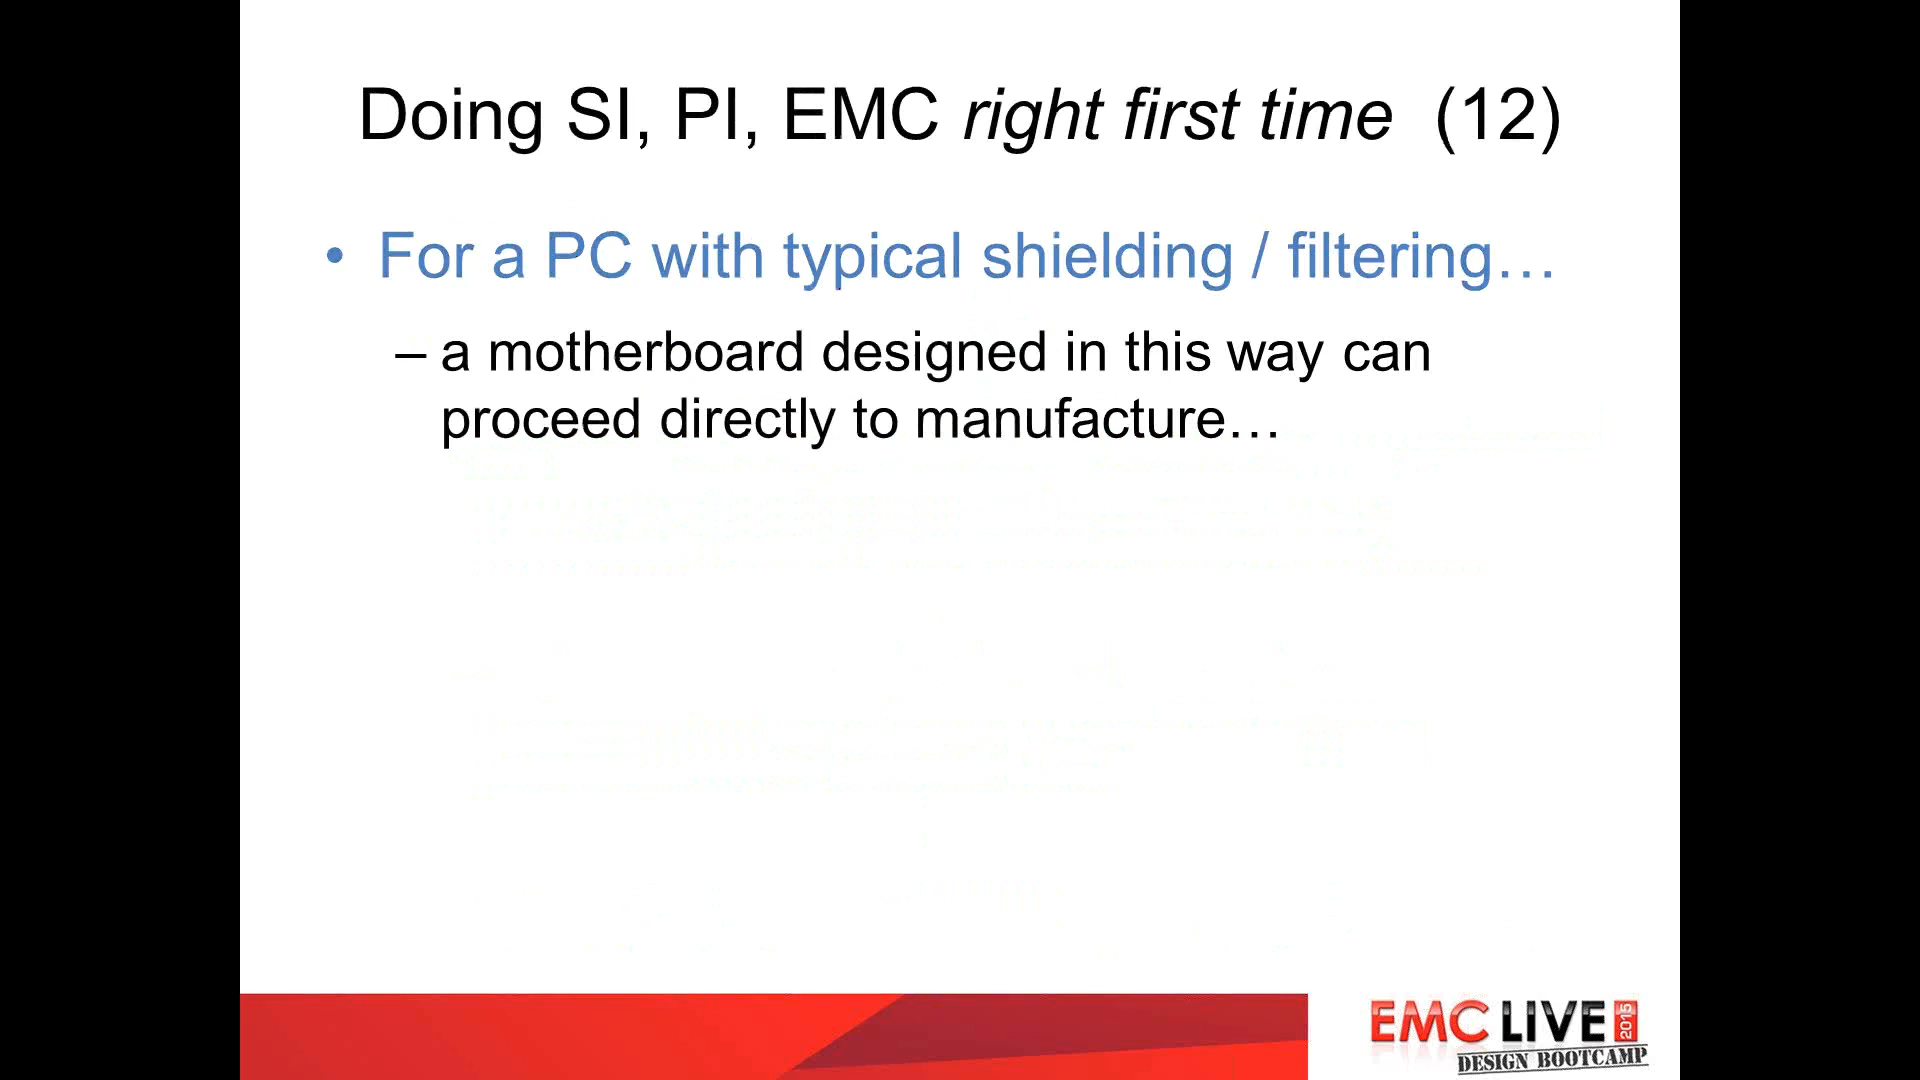 Doing SI, PI, EMC right first time (12)
• For a PC with typical shielding / filtering…
– a motherboard designed in this way can
proceed directly to manufacture…
EMC LIVE 2015
DESIGN BOOTCAMP